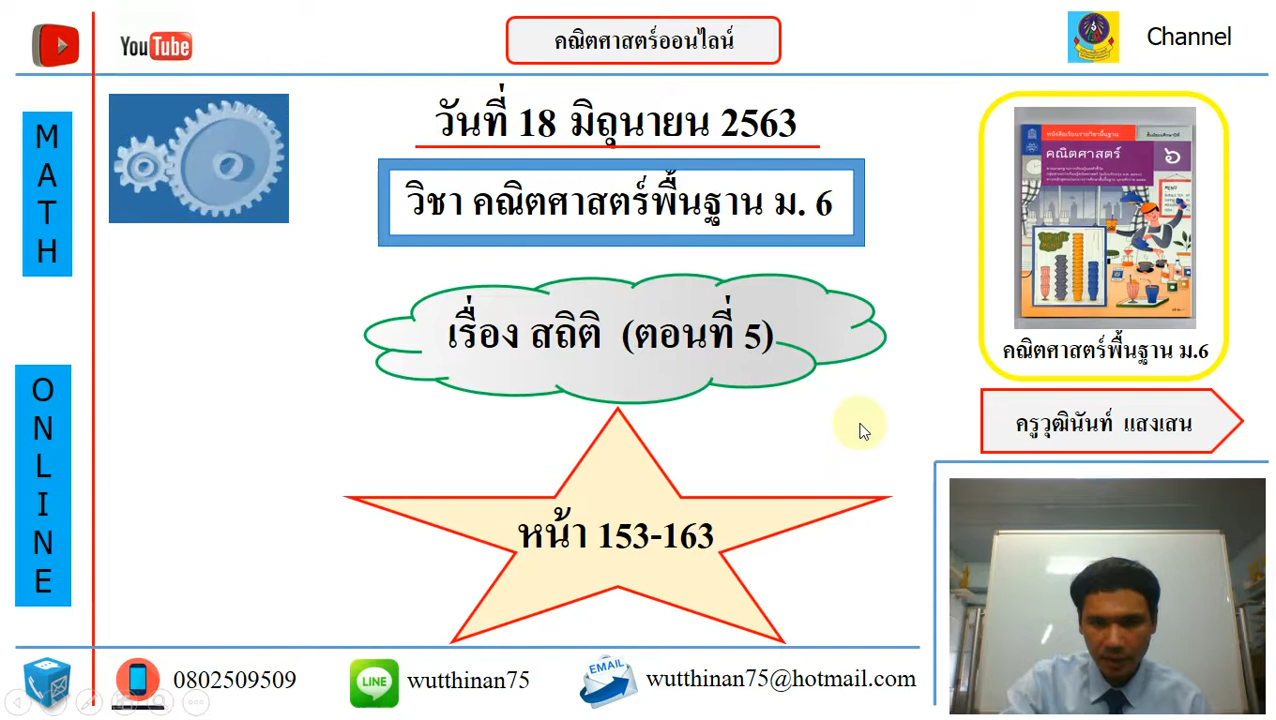 YouTube
คณิตศาสตร์ออนไลน์
Channel
MATH
ONLINE
วันที่ 18 มิถุนายน 2563
วิชา คณิตศาสตร์พื้นฐาน ม. 6
เรื่อง สถิติ (ตอนที่ 5)
หน้า 153-163
คณิตศาสตร์
๖
คณิตศาสตร์พื้นฐาน ม.6
ครูวุฒินันท์ แสงเสน
0802509509
LINE
wutthinan75
EMAIL
wutthinan75@hotmail.com